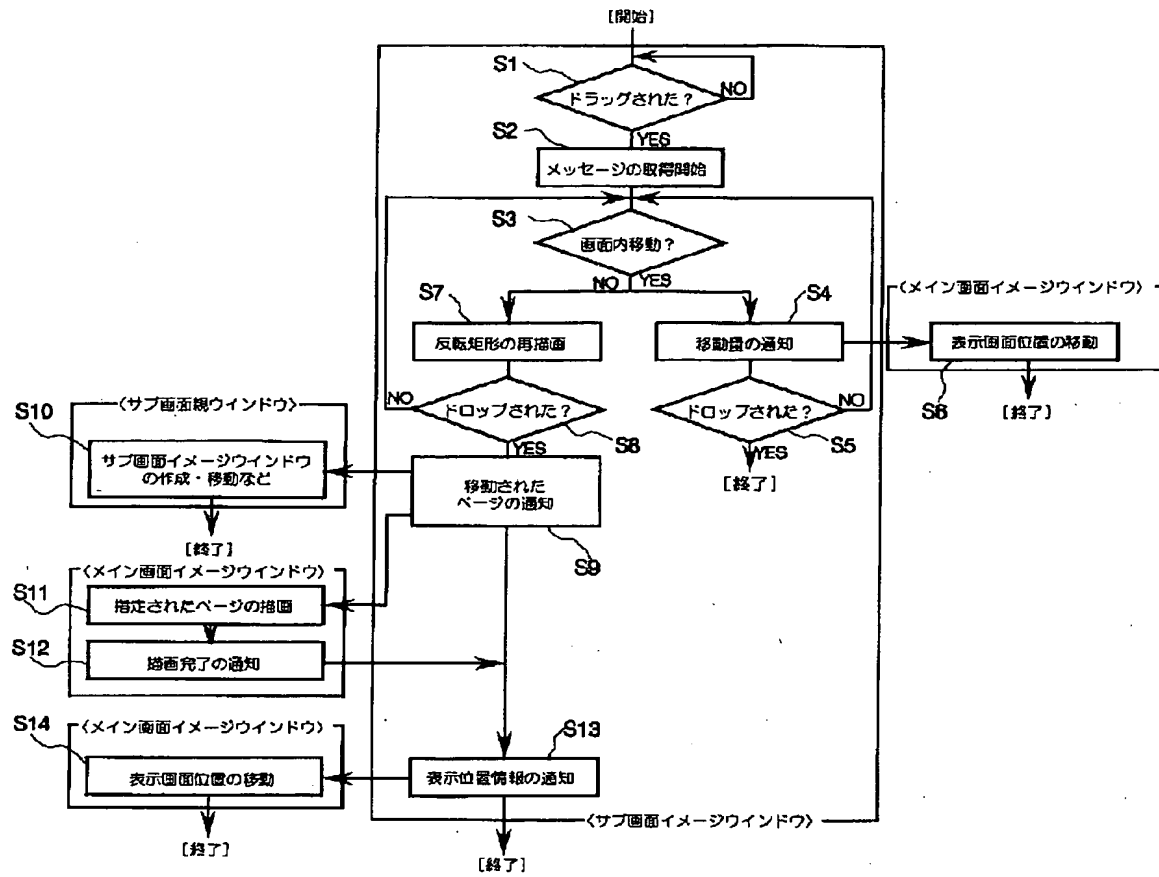 [開始]
S1
ドラッグされた?
NO
YES
S2
メッセージの取得開始
S3
画面内移動?
NO
YES
S7
反転矩形の再描画
S4
移動量の通知
〈メイン画面イメージウインドウ〉
表示画面位置の移動
S6
[終了]
NO
ドロップされた?
S8
YES
ドロップされた?
NO
S5
YES
[終了]
S10
〈サブ画面親ウインドウ〉
サブ画面イメージウインドウ
の作成・移動など
[終了]
移動された
ページの通知
S9
〈メイン画面イメージウインドウ〉
S11
指定されたページの描画
S12
描画完了の通知
S14
〈メイン画面イメージウインドウ〉
表示画面位置の移動
[終了]
S13
表示位置情報の通知
〈サブ画面イメージウインドウ〉
[終了]